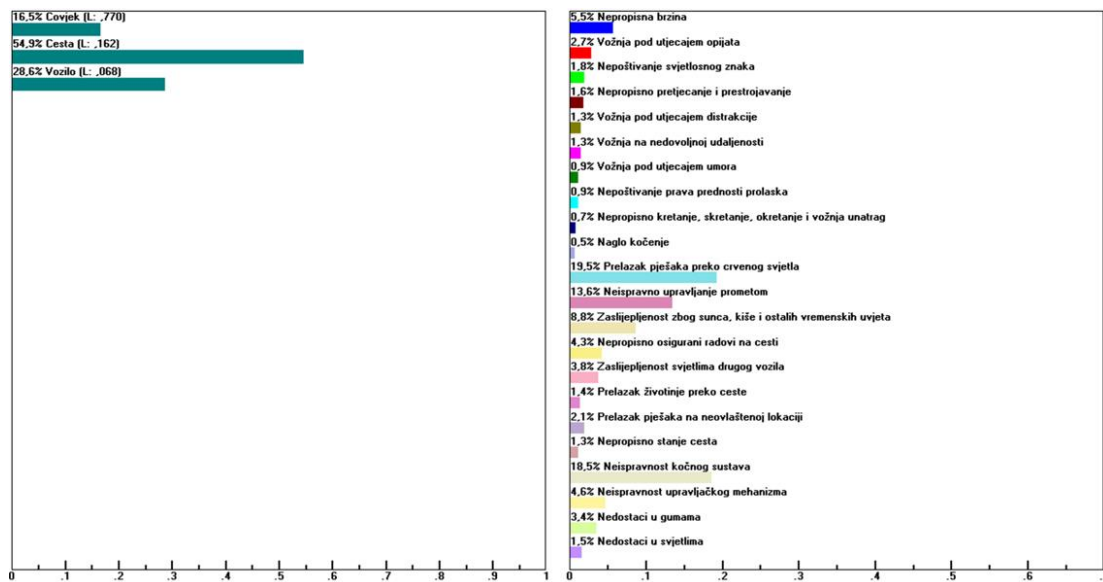 16,5% Covjek (L: ,770)
54,9% Cesta (L: ,162)
28,6% Vozilo (L: ,068)
0 .1 .2 .3 .4 .5 .6 .7 .8 .9 1
5,5% Nepropisna brzina
2,7% Vožnja pod utjecajem opijata
1,8% Nepoštivanje svjetlosnog znaka
1,6% Nepropisno pretjecanje i prestrojavanje
1,3% Vožnja pod utjecajem distrakcije
1,3% Vožnja na nedovoljnoj udaljenosti
0,9% Vožnja pod utjecajem umora
0,9% Nepoštivanje prava prednosti prolaska
0,7% Nepropisno kretanje, skretanje, okretanje i vožnja unatrag
0,5% Naglo kočenje
19,5% Prelazak pješaka preko crvenog svjetla
13,6% Neispravno upravljanje prometom
8,8% Zaslijepljenost zbog sunca, kiše i ostalih vremenskih uvjeta
4,3% Nepropisno osigurani radovi na cesti
3,8% Zaslijepljenost svjetlima drugog vozila
1,4% Prelazak životinje preko ceste
2,1% Prelazak pješaka na neovlaštenoj lokaciji
1,3% Nepropisno stanje cesta
18,5% Neispravnost kočnog sustava
4,6% Neispravnost upravljačkog mehanizma
3,4% Nedostaci u gumama
1,5% Nedostaci u svjetlima
0 .1 .2 .3 .4 .5 .6